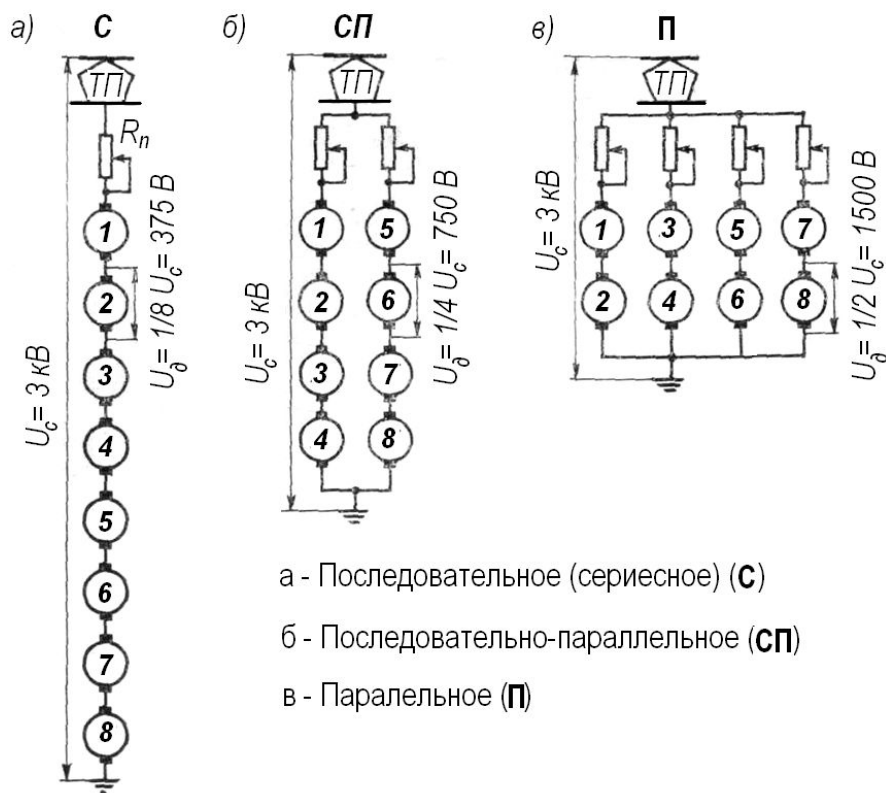 а) С
ТП
Rп
1
2
3
4
5
6
7
8
Uс = 3 кВ
Uд = 1/8 Uс = 375 В
б) СП
ТП
1 5
2 6
3 7
4 8
Uс = 3 кВ
Uд = 1/4 Uс = 750 В
в) П
ТП
1 3 5 7
2 4 6 8
Uс = 3 кВ
Uд = 1/2 Uс = 1500 В
а - Последовательное (сериесное) (С)
б - Последовательно-параллельное (СП)
в - Паралельное (П)